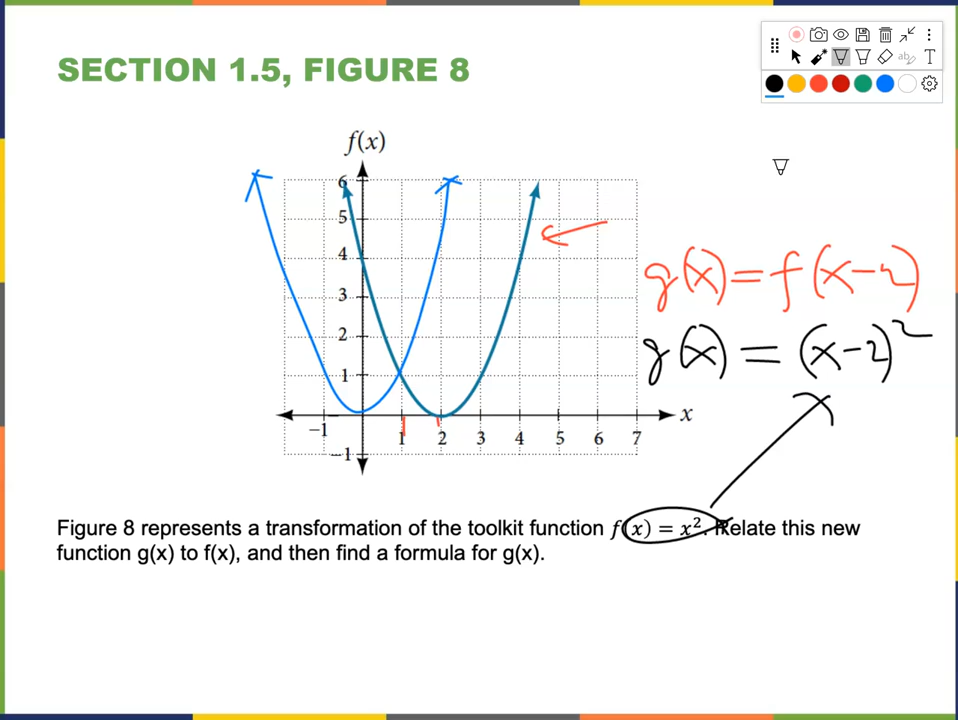 SECTION 1.5, FIGURE 8
ab
T
f(x)
6
5
4
3
2
1
−1
−1
1
2
3
4
5
6
7
x
g(x) = f(x-2)
g(x) = (x-2)²
x
Figure 8 represents a transformation of the toolkit function f(x) = x². Relate this new
function g(x) to f(x), and then find a formula for g(x).